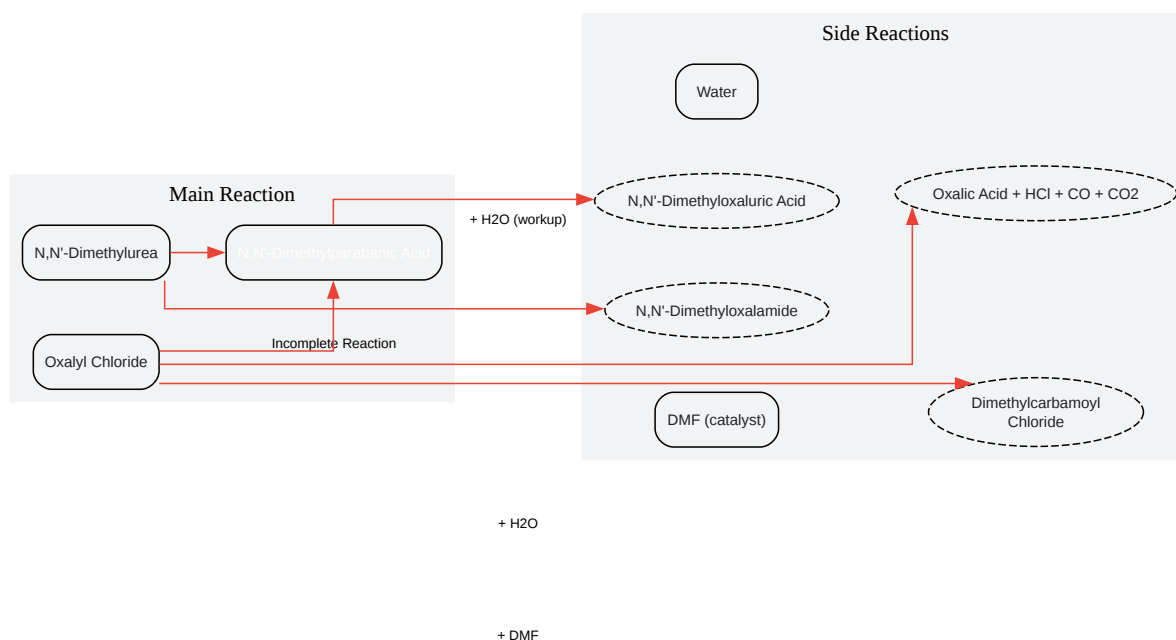 Side Reactions
Water
Main Reaction
N,N'-Dimethyloxaluric Acid
Oxalic Acid + HCl + CO + CO2
+ H2O (workup)
N,N'-Dimethylurea
N,N'-Dimethylparabanic Acid
N,N'-Dimethyloxalamide
Incomplete Reaction
Oxalyl Chloride
DMF (catalyst)
Dimethylcarbamoyl
Chloride
+ H2O
+ DMF